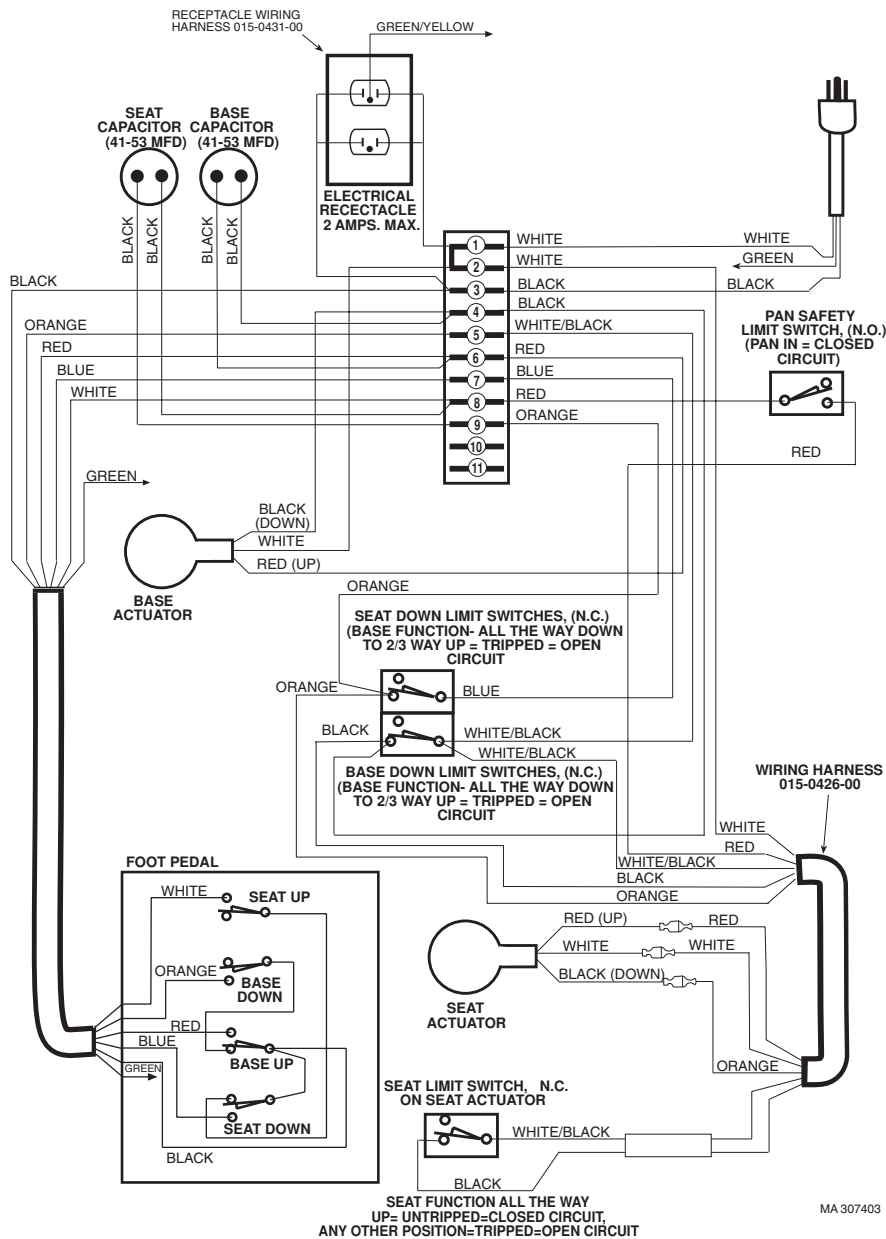 RECEPTACLE WIRING
HARNESS 015-0431-00
GREEN/YELLOW
SEAT
CAPACITOR
(41-53 MFD)
BASE
CAPACITOR
(41-53 MFD)
ELECTRICAL
RECECTACLE
2 AMPS. MAX.
BLACK
BLACK
BLACK
BLACK
1
2
3
4
5
6
7
8
9
10
11
WHITE
WHITE
WHITE
GREEN
BLACK
BLACK
BLACK
BLACK
ORANGE
WHITE/BLACK
RED
RED
BLUE
BLUE
WHITE
RED
ORANGE
PAN SAFETY
LIMIT SWITCH, (N.O.)
(PAN IN = CLOSED
CIRCUIT)
RED
GREEN
BLACK
(DOWN)
WHITE
RED (UP)
BASE
ACTUATOR
ORANGE
SEAT DOWN LIMIT SWITCHES, (N.C.)
(BASE FUNCTION- ALL THE WAY DOWN
TO 2/3 WAY UP = TRIPPED = OPEN
CIRCUIT
ORANGE
BLUE
BLACK
WHITE/BLACK
WHITE/BLACK
BASE DOWN LIMIT SWITCHES, (N.C.)
(BASE FUNCTION- ALL THE WAY DOWN
TO 2/3 WAY UP = TRIPPED = OPEN
CIRCUIT
WIRING HARNESS
015-0426-00
WHITE
RED
WHITE/BLACK
BLACK
ORANGE
FOOT PEDAL
WHITE
SEAT UP
ORANGE
BASE
DOWN
RED
BLUE
BASE UP
GREEN
SEAT DOWN
BLACK
RED (UP)
RED
WHITE
WHITE
BLACK (DOWN)
SEAT
ACTUATOR
ORANGE
SEAT LIMIT SWITCH, N.C.
ON SEAT ACTUATOR
WHITE/BLACK
BLACK
SEAT FUNCTION ALL THE WAY
UP= UNTRIPPED=CLOSED CIRCUIT,
ANY OTHER POSITION=TRIPPED=OPEN CIRCUIT
MA 307403